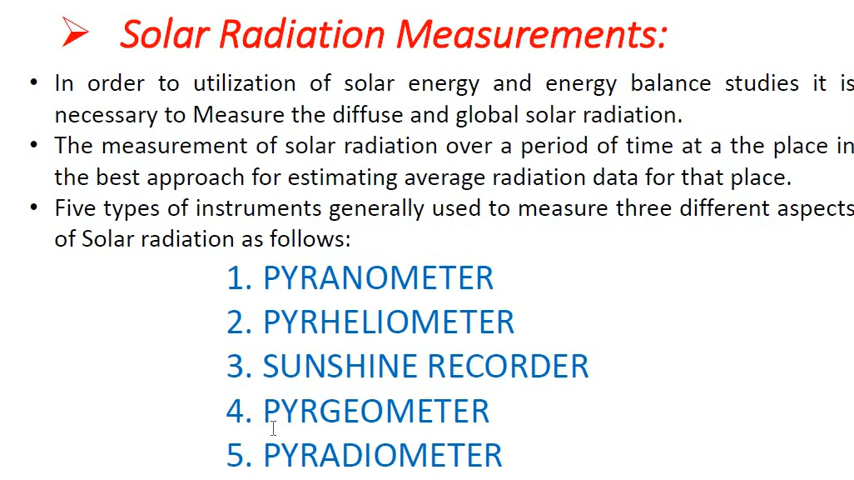 ➢ Solar Radiation Measurements:
• In order to utilization of solar energy and energy balance studies it is
necessary to Measure the diffuse and global solar radiation.
• The measurement of solar radiation over a period of time at a the place in
the best approach for estimating average radiation data for that place.
• Five types of instruments generally used to measure three different aspects
of Solar radiation as follows:
1. PYRANOMETER
2. PYRHELIOMETER
3. SUNSHINE RECORDER
4. PYRGEOMETER
5. PYRADIOMETER